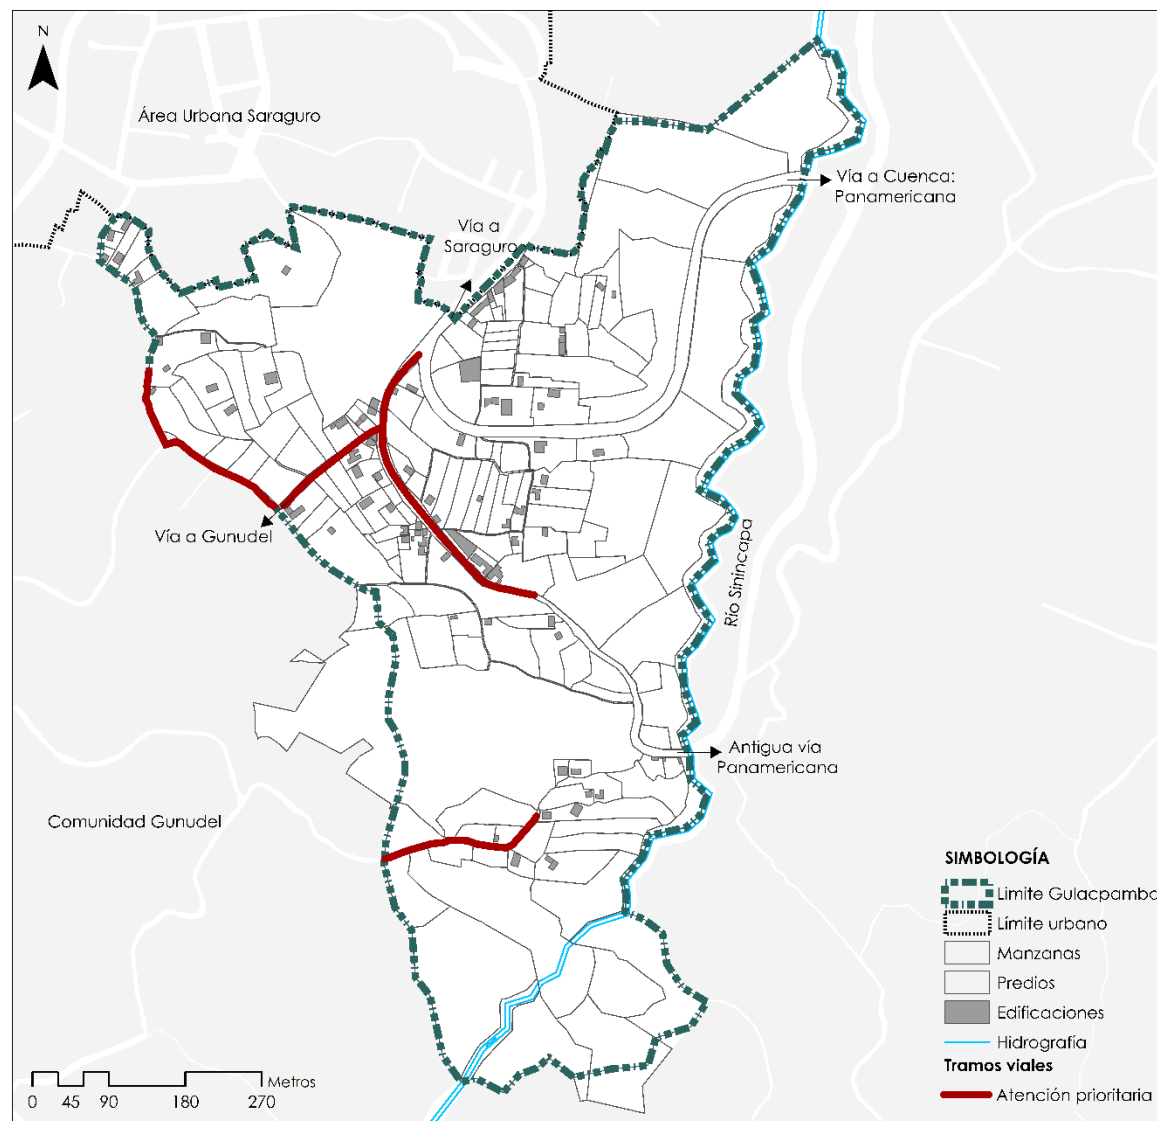 N
Área Urbana Saraguro
Vía a Cuenca:
Panamericana
Vía a
Saraguro
Vía a Gunudel
Río Sinincapa
Antigua vía
Panamericana
Comunidad Gunudel
SIMBOLOGÍA
Limite Gulacpamba
Límite urbano
Manzanas
Predios
Edificaciones
Hidrografía
Tramos viales
Atención prioritaria
Metros
0 45 90 180 270